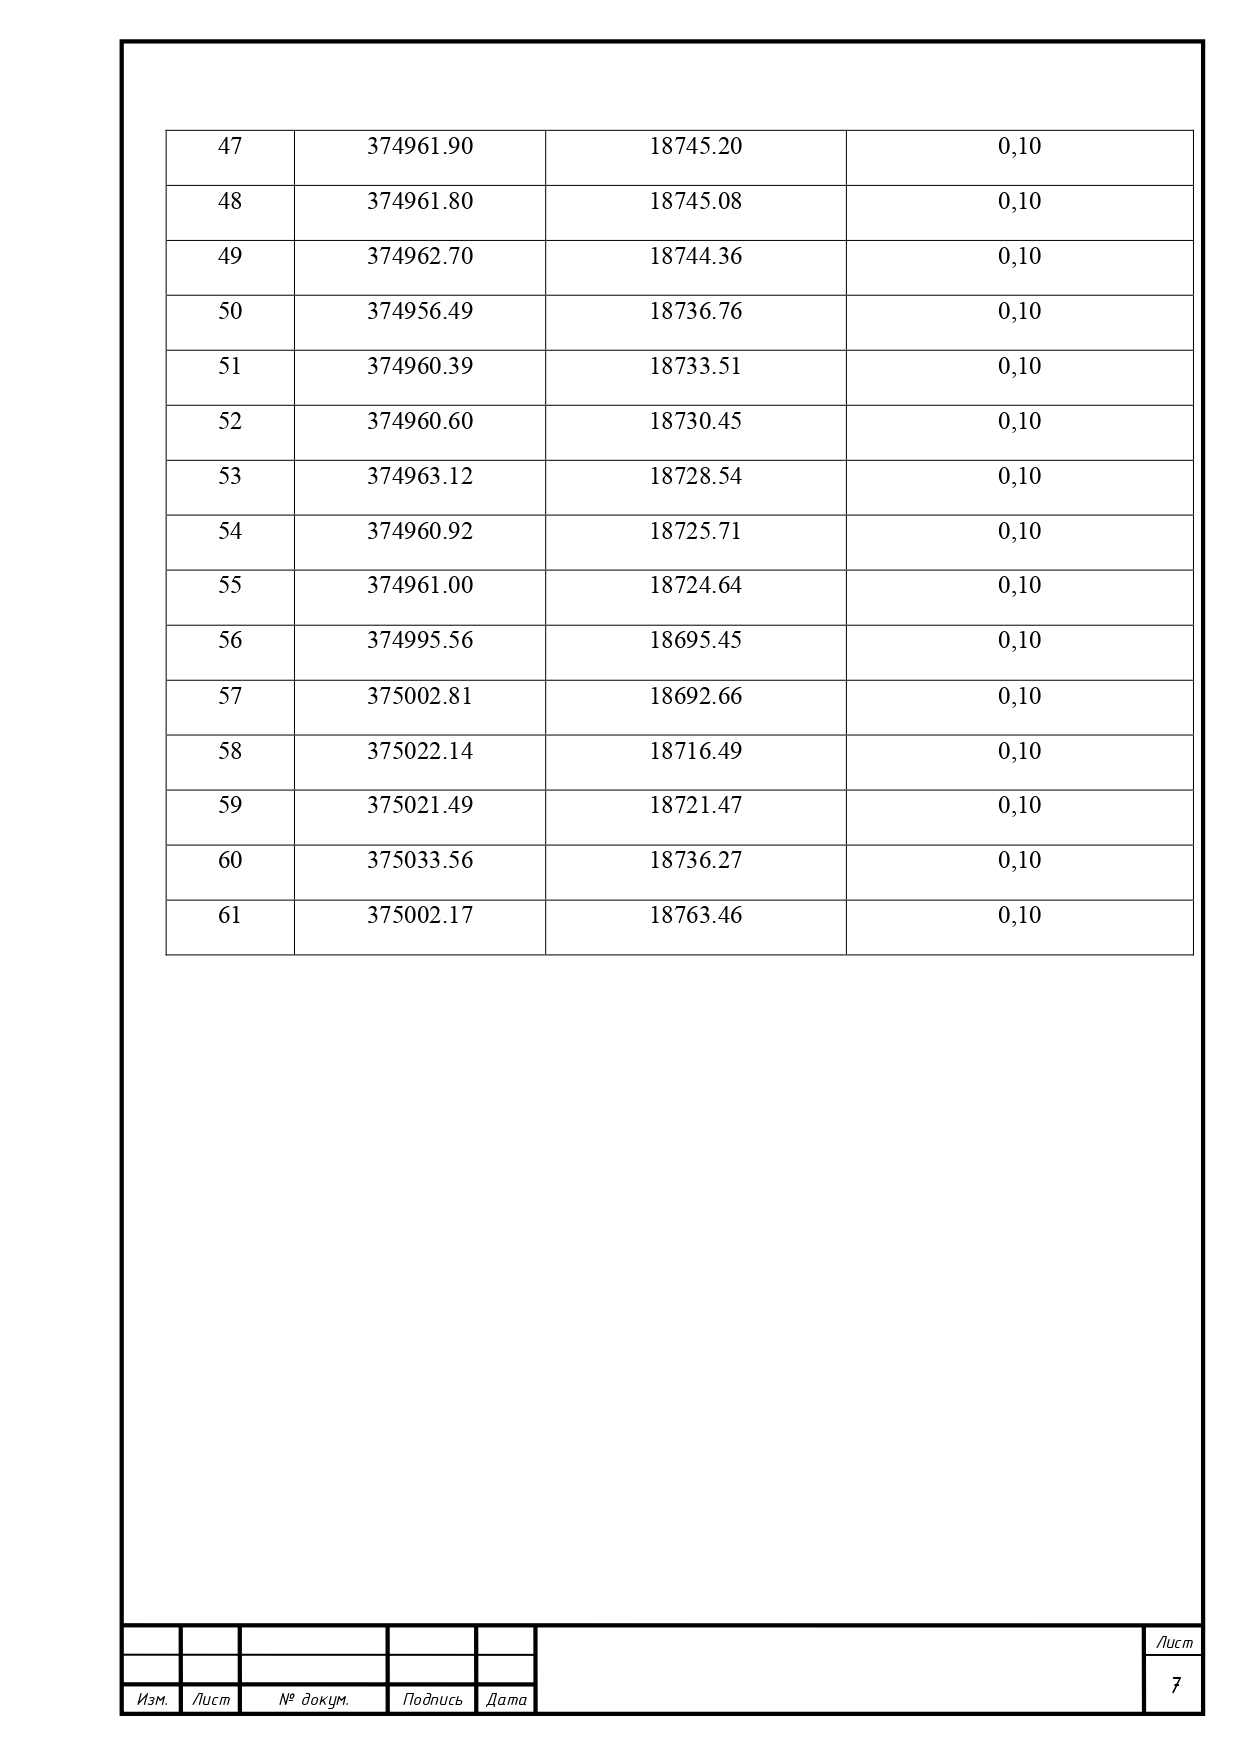 47 374961.90 18745.20 0,10
48 374961.80 18745.08 0,10
49 374962.70 18744.36 0,10
50 374956.49 18736.76 0,10
51 374960.39 18733.51 0,10
52 374960.60 18730.45 0,10
53 374963.12 18728.54 0,10
54 374960.92 18725.71 0,10
55 374961.00 18724.64 0,10
56 374995.56 18695.45 0,10
57 375002.81 18692.66 0,10
58 375022.14 18716.49 0,10
59 375021.49 18721.47 0,10
60 375033.56 18736.27 0,10
61 375002.17 18763.46 0,10
Лист
7
Изм. Лист № докум. Подпись Дата